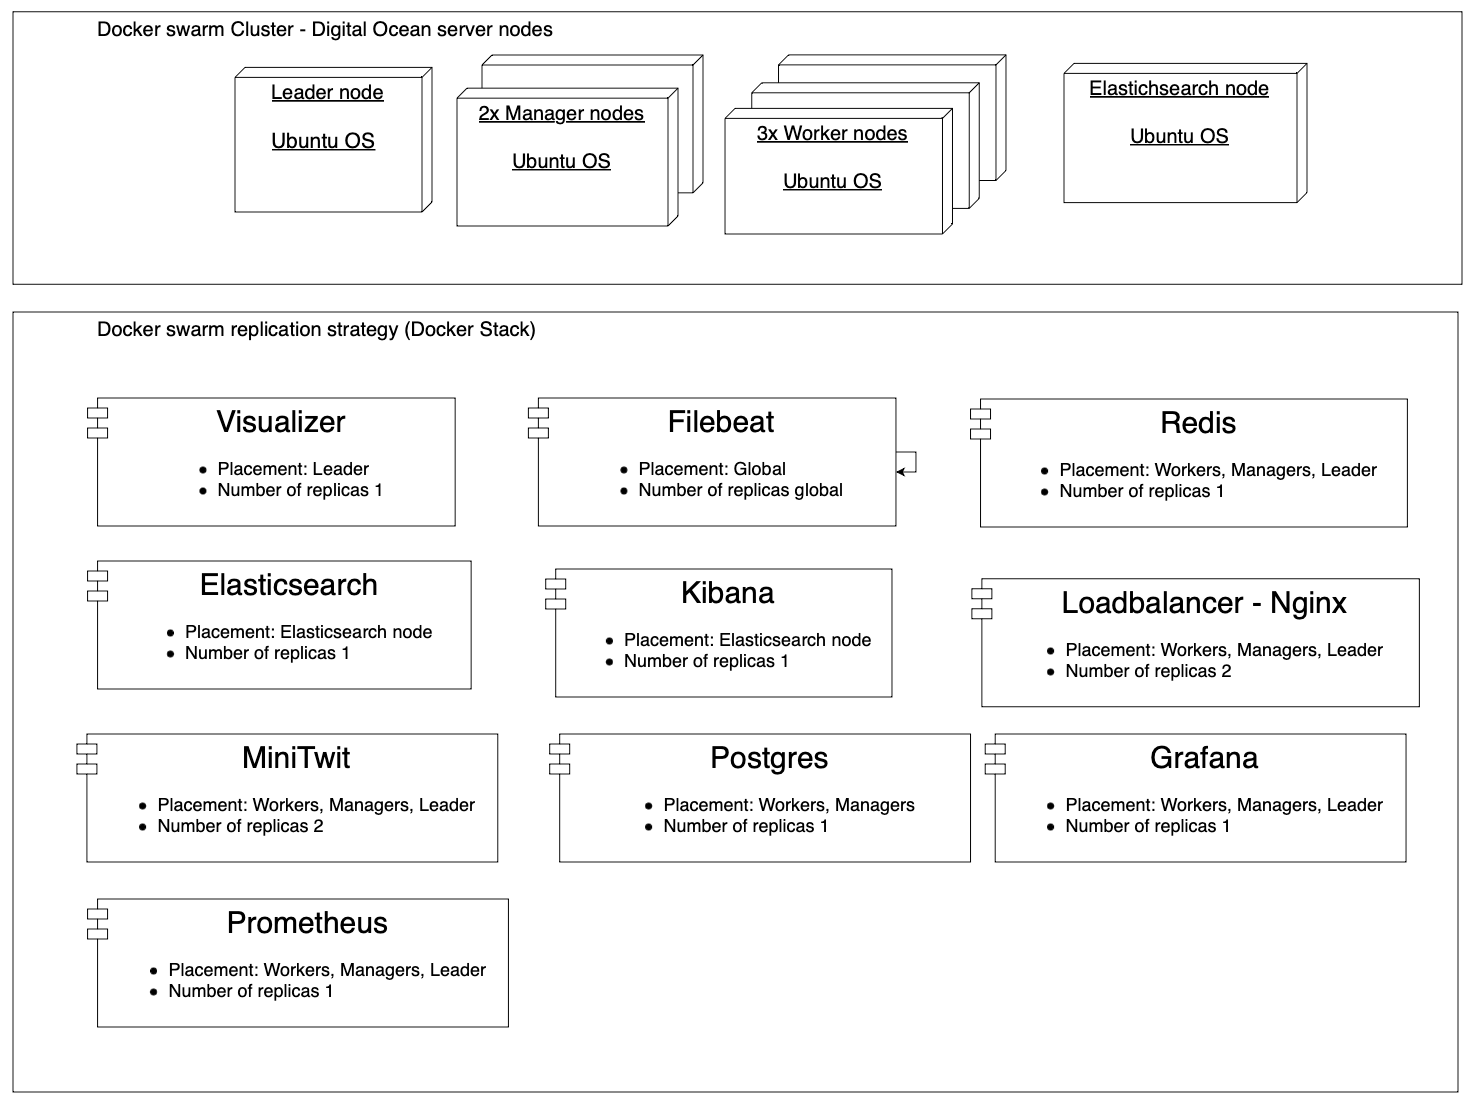 Docker swarm Cluster - Digital Ocean server nodes
Leader node
Ubuntu OS
2x Manager nodes
Ubuntu OS
3x Worker nodes
Ubuntu OS
Elastichsearch node
Ubuntu OS
Docker swarm replication strategy (Docker Stack)
Visualizer
• Placement: Leader
• Number of replicas 1
Filebeat
• Placement: Global
• Number of replicas global
Redis
• Placement: Workers, Managers, Leader
• Number of replicas 1
Elasticsearch
• Placement: Elasticsearch node
• Number of replicas 1
Kibana
• Placement: Elasticsearch node
• Number of replicas 1
Loadbalancer - Nginx
• Placement: Workers, Managers, Leader
• Number of replicas 2
MiniTwit
• Placement: Workers, Managers, Leader
• Number of replicas 2
Postgres
• Placement: Workers, Managers
• Number of replicas 1
Grafana
• Placement: Workers, Managers, Leader
• Number of replicas 1
Prometheus
• Placement: Workers, Managers, Leader
• Number of replicas 1